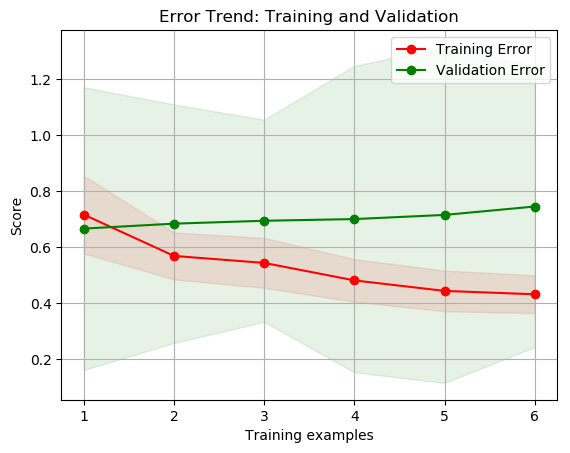 Error Trend: Training and Validation
Training Error
Validation Error
Score
1.2
1.0
0.8
0.6
0.4
0.2
1 2 3 4 5 6
Training examples